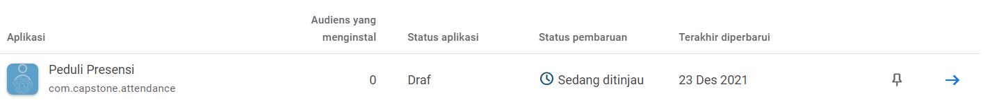 Aplikasi
Audiens yang
menginstal
Status aplikasi
Status pembaruan
Terakhir diperbarui
Peduli Presensi
com.capstone.attendance
0
Draf
Sedang ditinjau
23 Des 2021